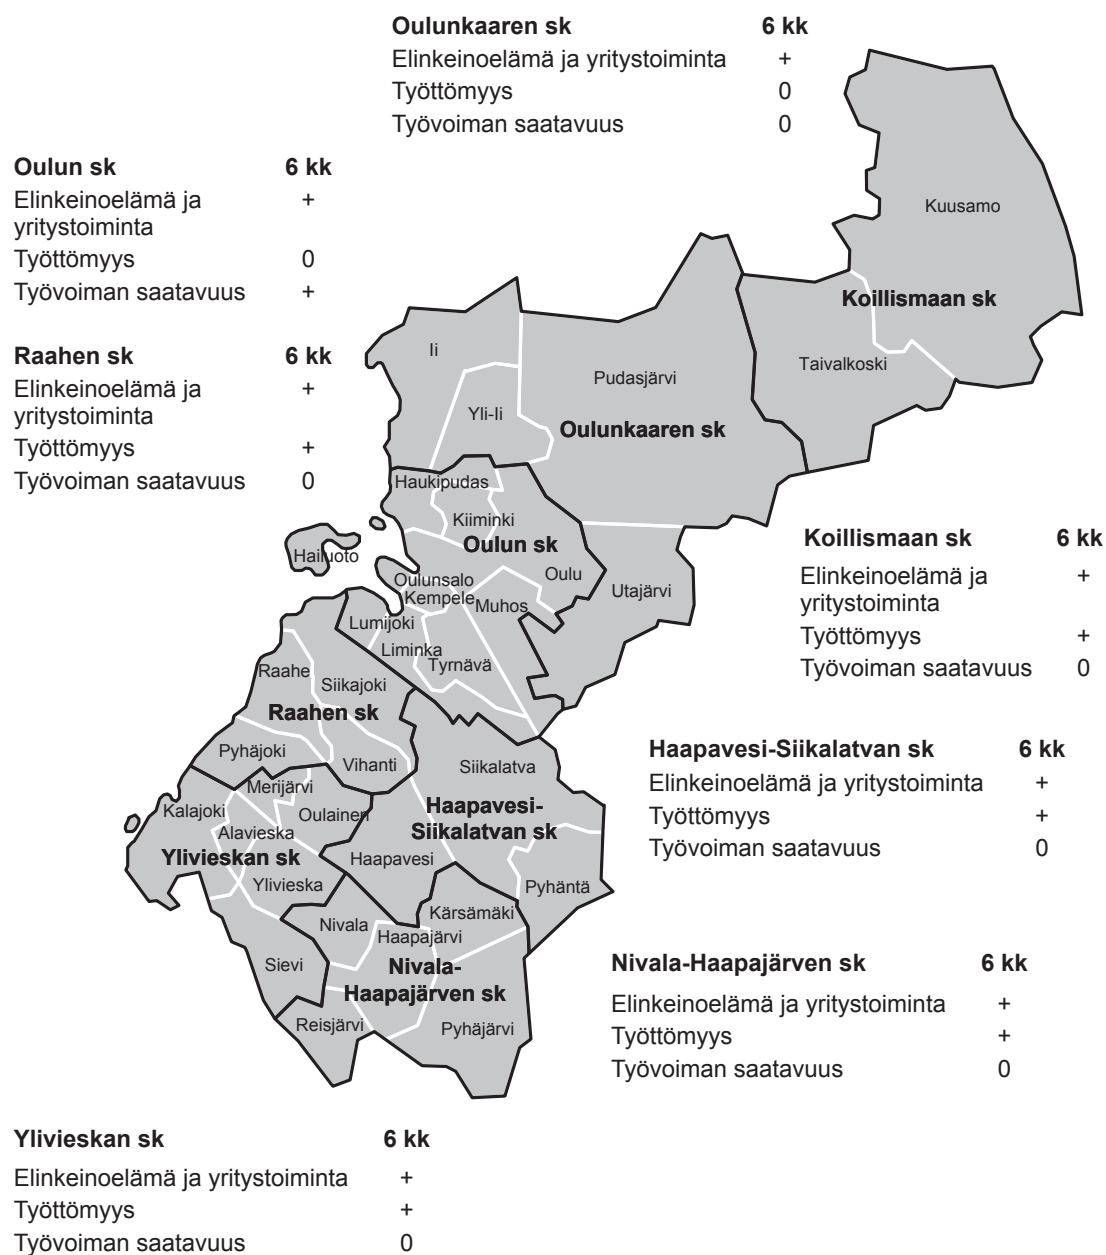 Oulunkaaren sk 6 kk
Elinkeinoelämä ja yritystoiminta +
Työttömyys 0
Työvoiman saatavuus 0
Oulun sk 6 kk
Elinkeinoelämä ja +
yritystoiminta
Työttömyys 0
Työvoiman saatavuus +
Raahen sk 6 kk
Elinkeinoelämä ja +
yritystoiminta
Työttömyys +
Työvoiman saatavuus 0
Kuusamo
Koillismaan sk
Taivalkoski
Ii
Pudasjärvi
Yli-Ii
Oulunkaaren sk
Haukipudas
Kiiminki
Oulun sk
Hailuoto
Oulu
Oulunsalo
Kempele
Muhos
Utajärvi
Lumijoki
Liminka
Tyrnävä
Raahe
Siikajoki
Raahen sk
Pyhäjoki
Vihanti
Siikalatva
Merijärvi
Kalajoki
Oulainen
Haapavesi-
Siikalatvan sk
Alavieska
Ylivieskan sk
Haapavesi
Ylivieska
Pyhäntä
Kärsämäki
Nivala
Haapajärvi
Sievi
Nivala-
Haapajärven sk
Reisjärvi
Pyhäjärvi
Koillismaan sk 6 kk
Elinkeinoelämä ja +
yritystoiminta
Työttömyys +
Työvoiman saatavuus 0
Haapavesi-Siikalatvan sk 6 kk
Elinkeinoelämä ja yritystoiminta +
Työttömyys +
Työvoiman saatavuus 0
Nivala-Haapajärven sk 6 kk
Elinkeinoelämä ja yritystoiminta +
Työttömyys +
Työvoiman saatavuus 0
Ylivieskan sk 6 kk
Elinkeinoelämä ja yritystoiminta +
Työttömyys +
Työvoiman saatavuus 0